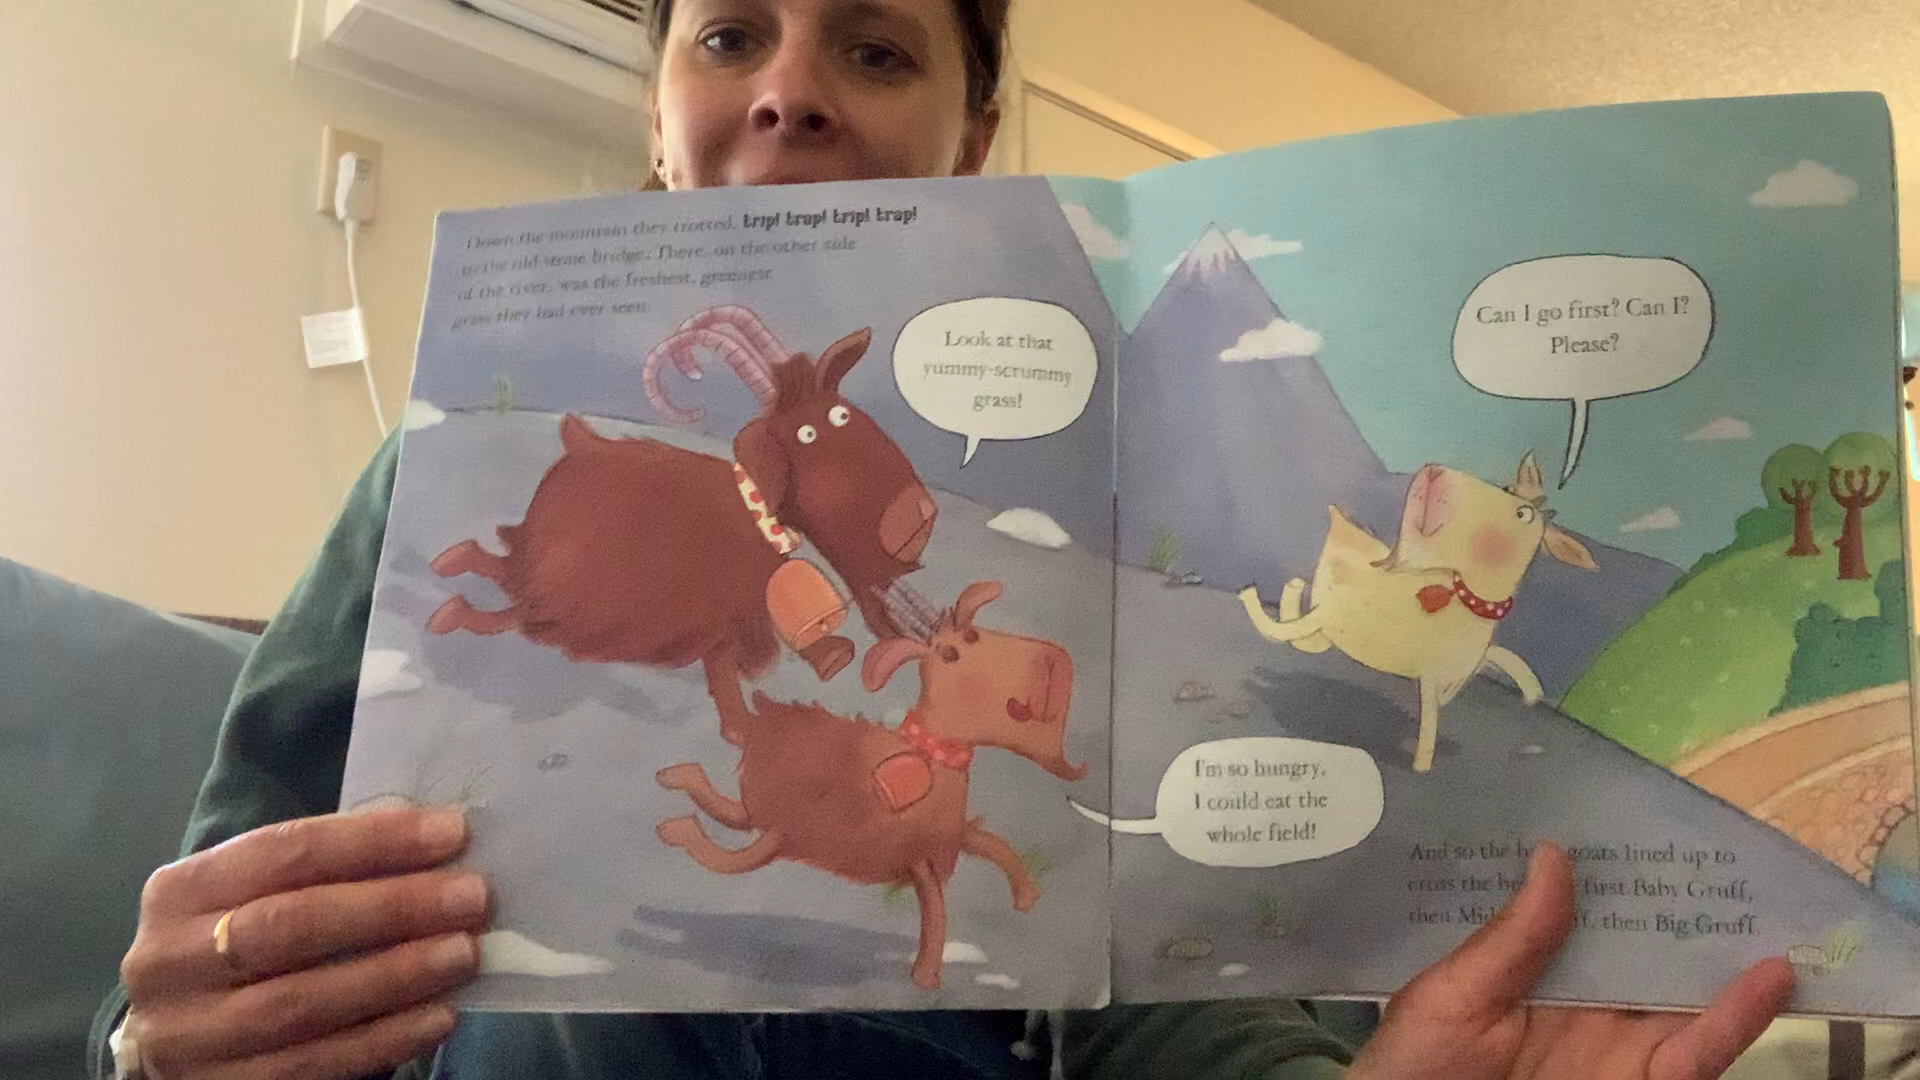 Down the mountain they trotted, trip! trap! trip! trap!
to the old stone bridge. There, on the other side
of the river, was the freshest, greenest
grass they had ever seen.
Look at that
yummy-scrummy
grass!
Can I go first? Can I?
Please?
I'm so hungry,
I could eat the
whole field!
And so the goats lined up to
cross the first Baby Gruff,
then then Big Gruff.